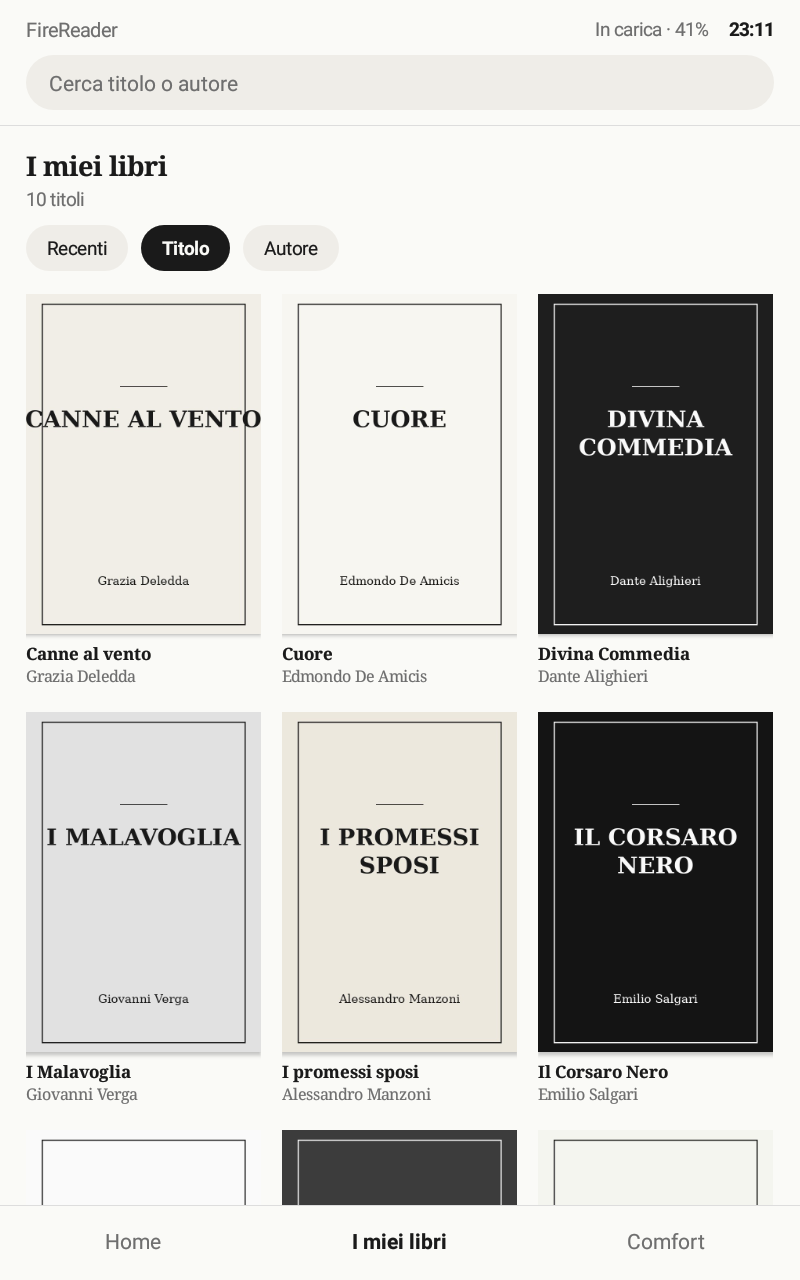 FireReader
In carica · 41% 23:11
Cerca titolo o autore
I miei libri
10 titoli
Recenti
Titolo
Autore
CANNE AL VENTO
Grazia Deledda
Canne al vento
Grazia Deledda
CUORE
Edmondo De Amicis
Cuore
Edmondo De Amicis
DIVINA
COMMEDIA
Dante Alighieri
Divina Commedia
Dante Alighieri
I MALAVOGLIA
Giovanni Verga
I Malavoglia
Giovanni Verga
I PROMESSI
SPOSI
Alessandro Manzoni
I promessi sposi
Alessandro Manzoni
IL CORSARO
NERO
Emilio Salgari
Il Corsaro Nero
Emilio Salgari
Home
I miei libri
Comfort